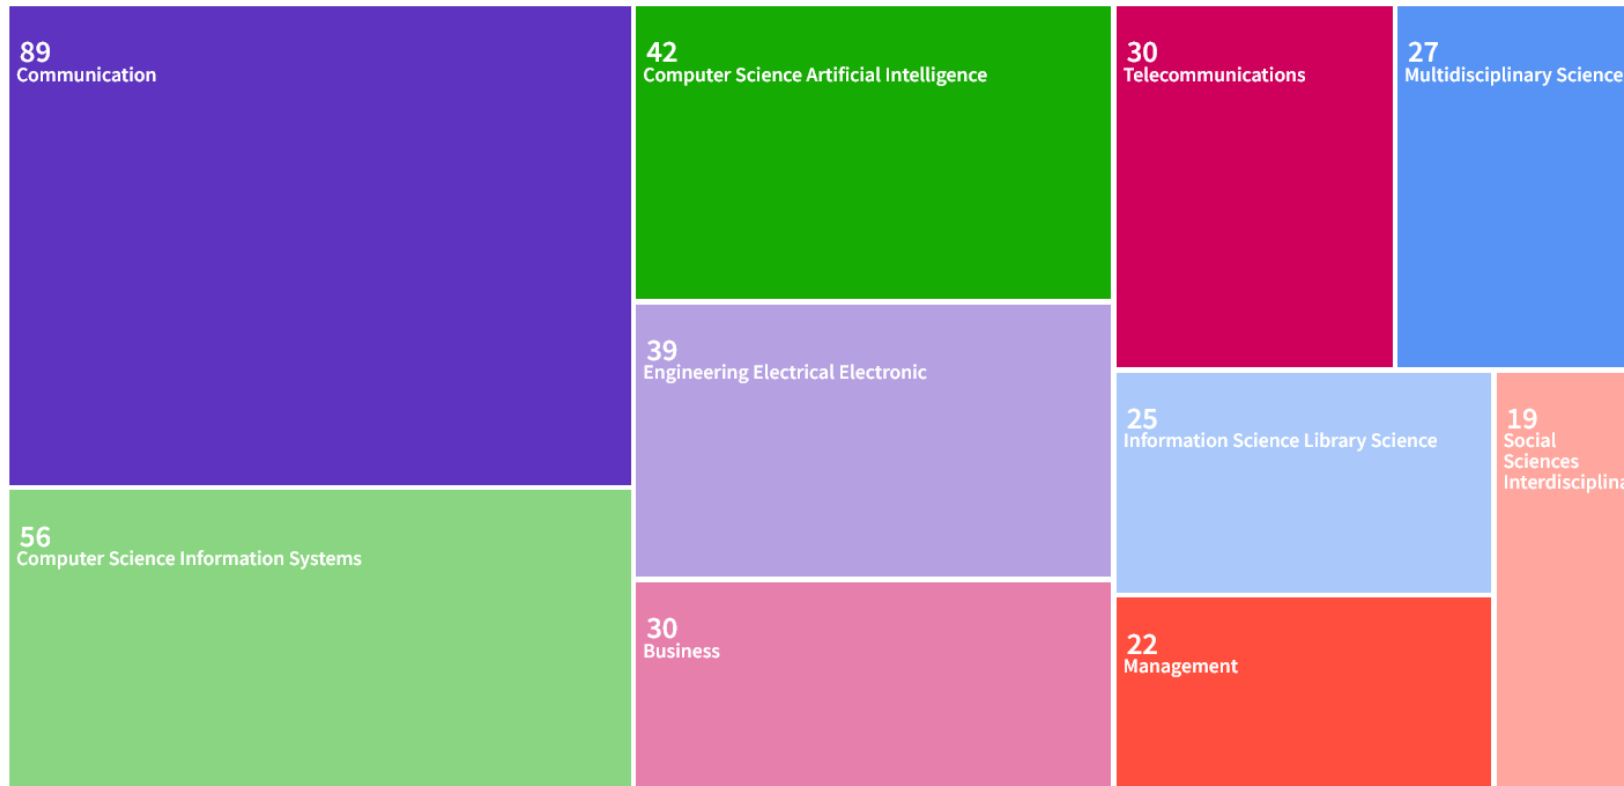 89
Communication
56
Computer Science Information Systems
42
Computer Science Artificial Intelligence
39
Engineering Electrical Electronic
30
Business
30
Telecommunications
27
Multidisciplinary Science
25
Information Science Library Science
22
Management
19
Social
Sciences
Interdisciplina